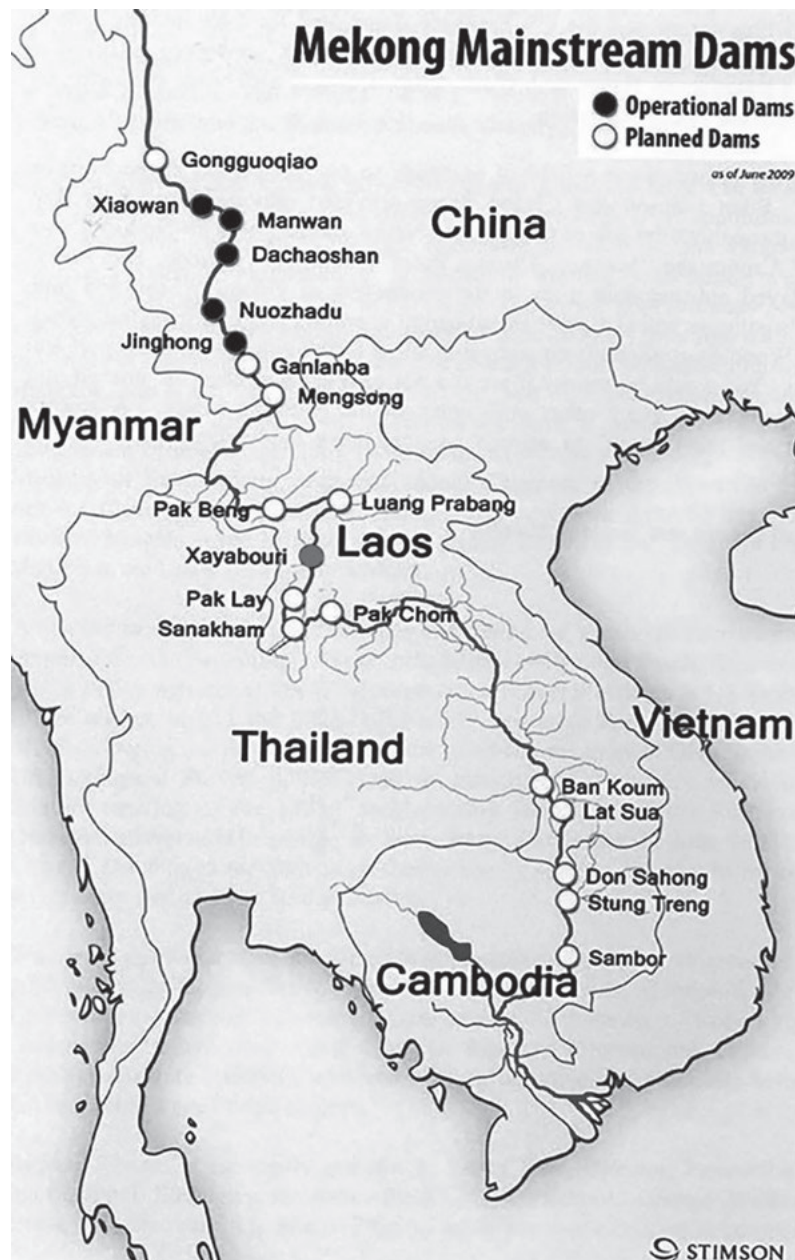 Mekong Mainstream Dams
Operational Dams
Planned Dams
as of June 2009
Gongguoqiao
Xiaowan
Manwan
China
Dachaoshan
Nuozhadu
Jinghong
Ganlanba
Mengsong
Myanmar
Pak Beng
Luang Prabang
Xayabouri
Laos
Pak Lay
Pak Chom
Sanakham
Vietnam
Thailand
Ban Koum
Lat Sua
Don Sahong
Stung Treng
Sambor
Cambodia
STIMSON